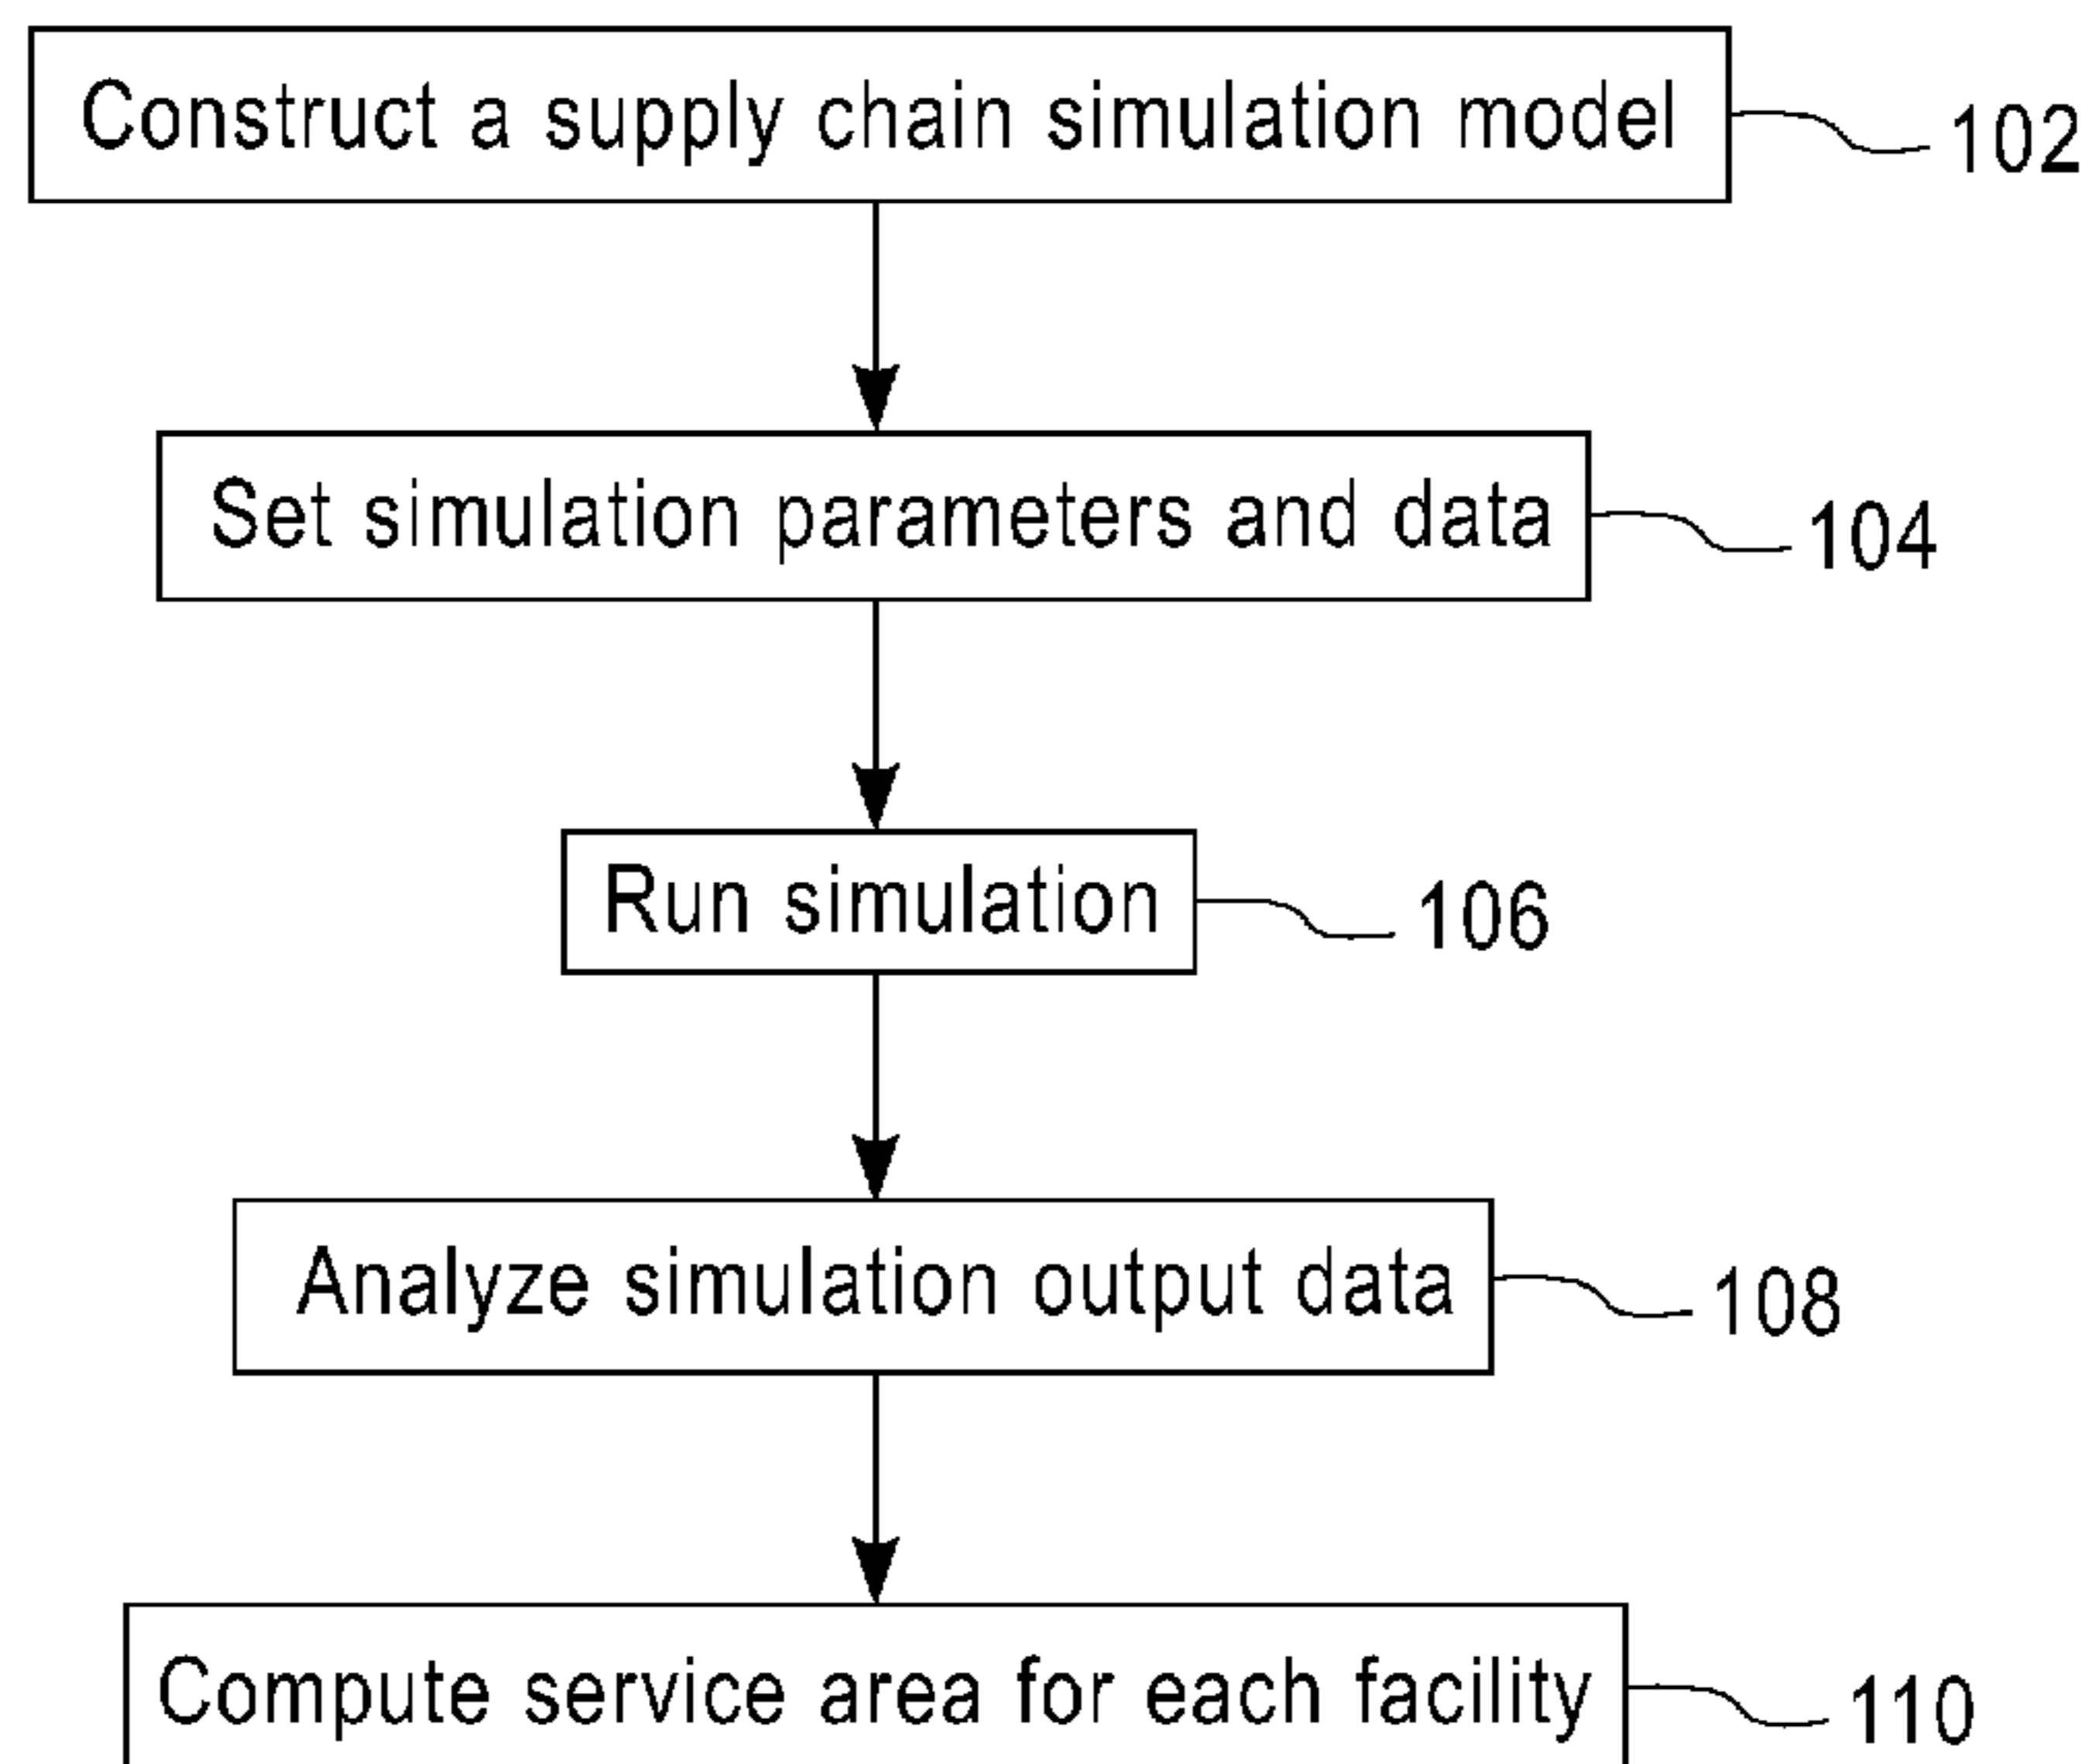 Construct a supply chain simulation model
102
Set simulation parameters and data
104
Run simulation
106
Analyze simulation output data
108
Compute service area for each facility
110